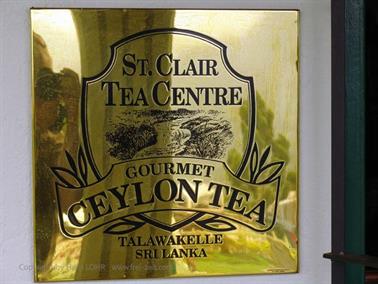 ST. CLAIR
TEA CENTRE
GOURMET
CEYLON TEA
TALAWAKELLE
SRI LANKA